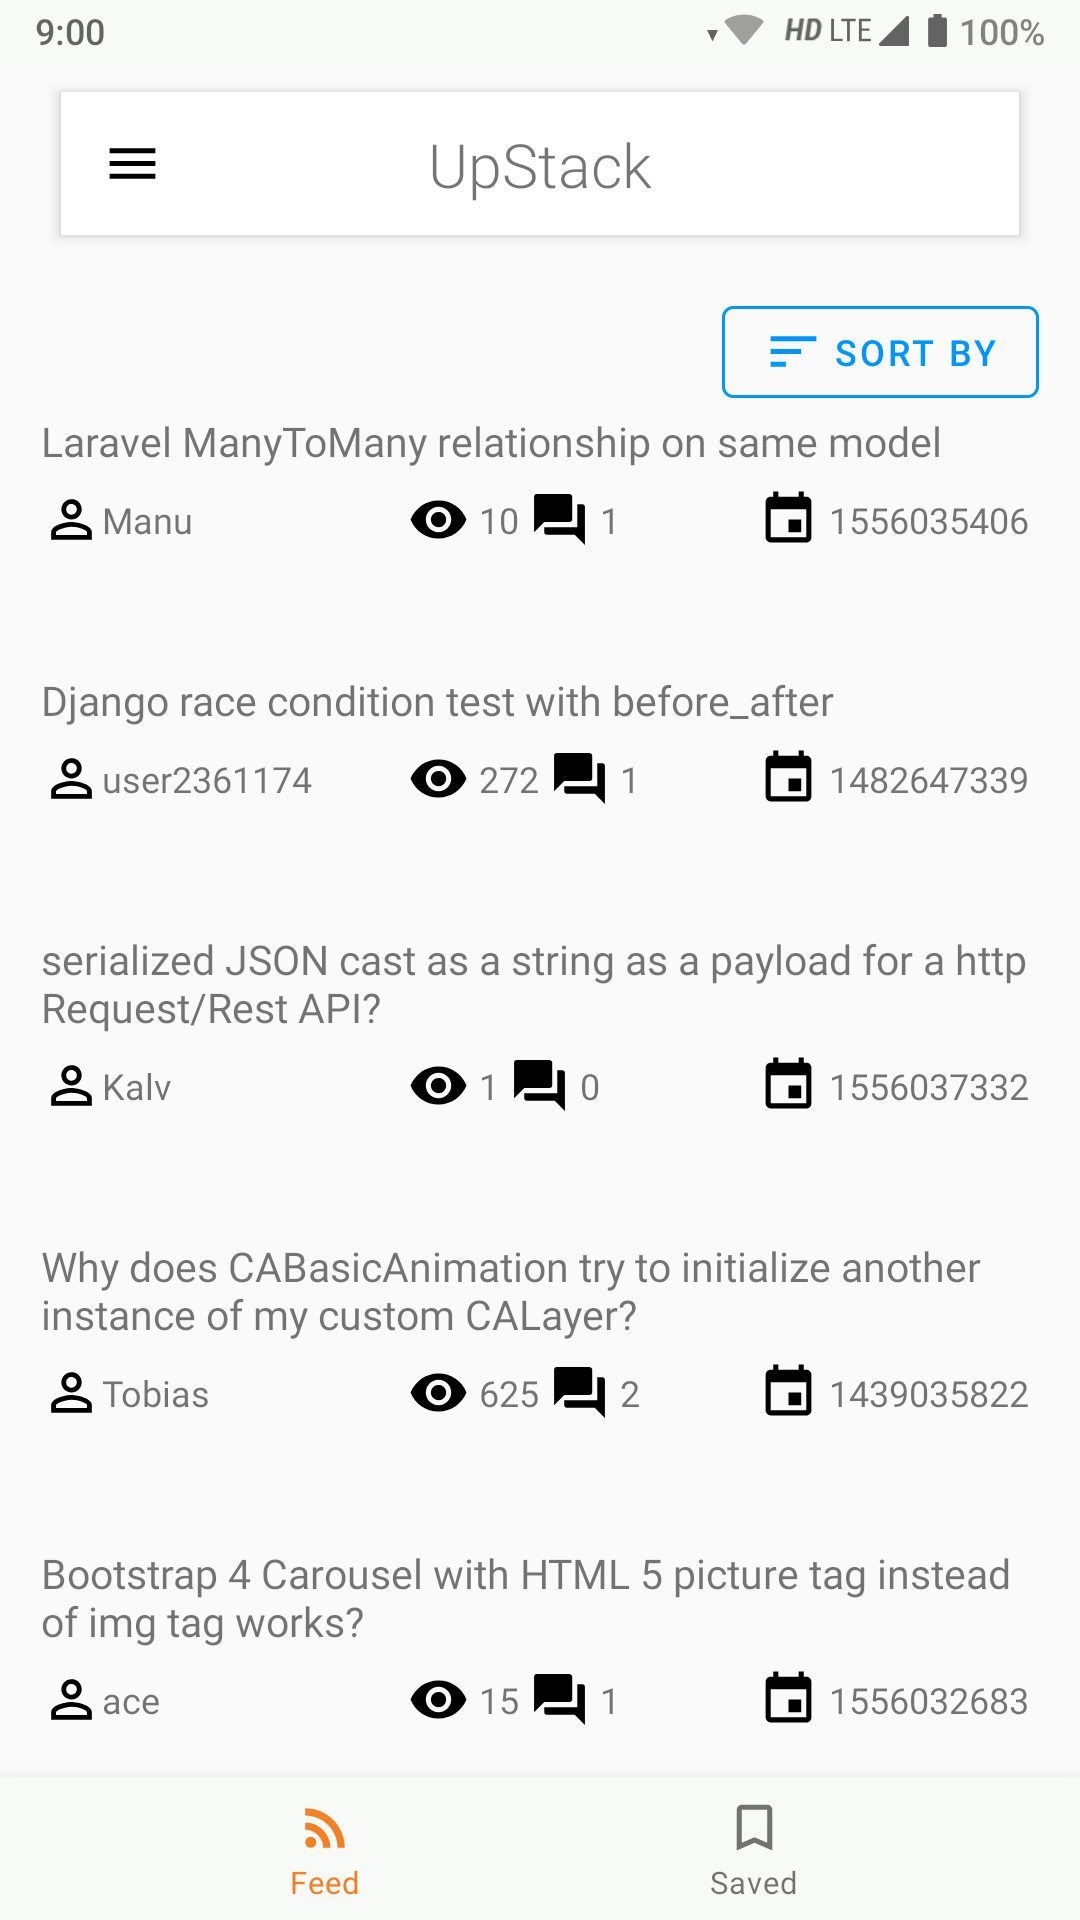 9:00
HD LTE 100%
UpStack
SORT BY
Laravel ManyToMany relationship on same model
Manu 10 1 1556035406
Django race condition test with before_after
user2361174 272 1 1482647339
serialized JSON cast as a string as a payload for a http
Request/Rest API?
Kalv 1 0 1556037332
Why does CABasicAnimation try to initialize another
instance of my custom CALayer?
Tobias 625 2 1439035822
Bootstrap 4 Carousel with HTML 5 picture tag instead
of img tag works?
ace 15 1 1556032683
Feed Saved